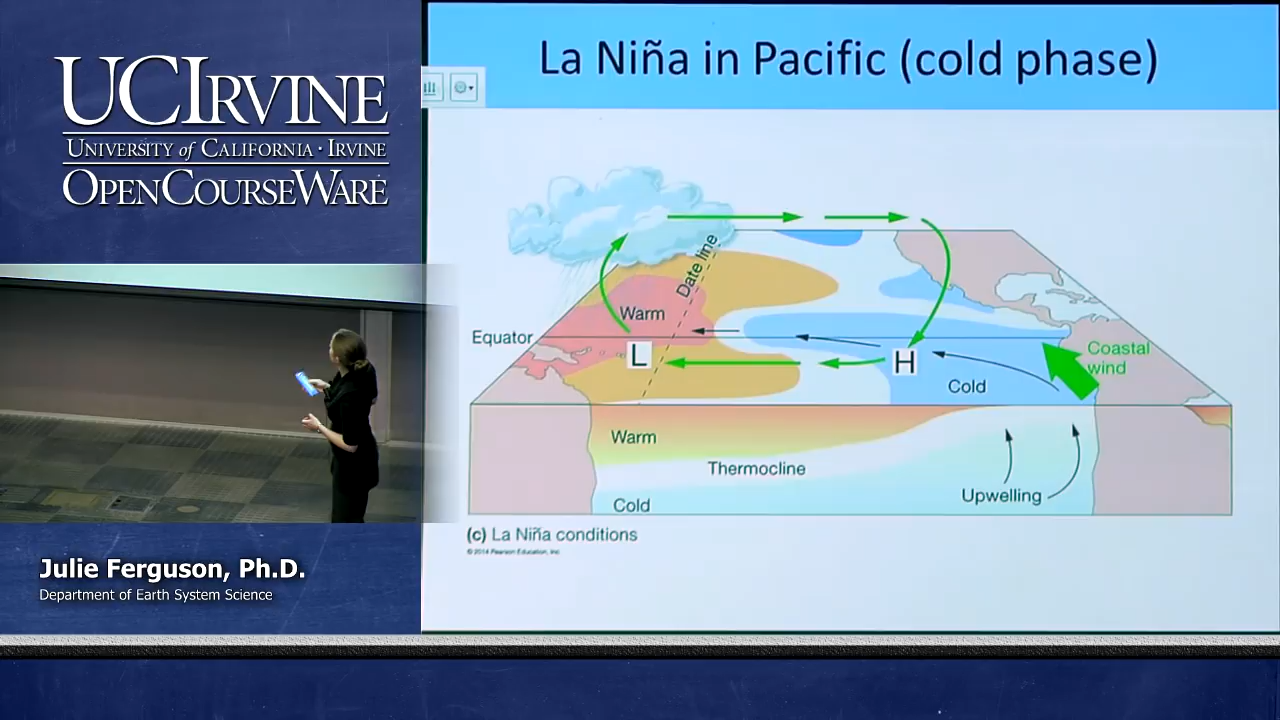 UCIRVINE
UNIVERSITY of CALIFORNIA · IRVINE
OPENCOURSEWARE
La Niña in Pacific (cold phase)
Date line
Warm
Equator
L
H
Coastal
wind
Cold
Warm
Thermocline
Upwelling
Cold
(c) La Niña conditions
© 2014 Pearson Education, Inc.
Julie Ferguson, Ph.D.
Department of Earth System Science